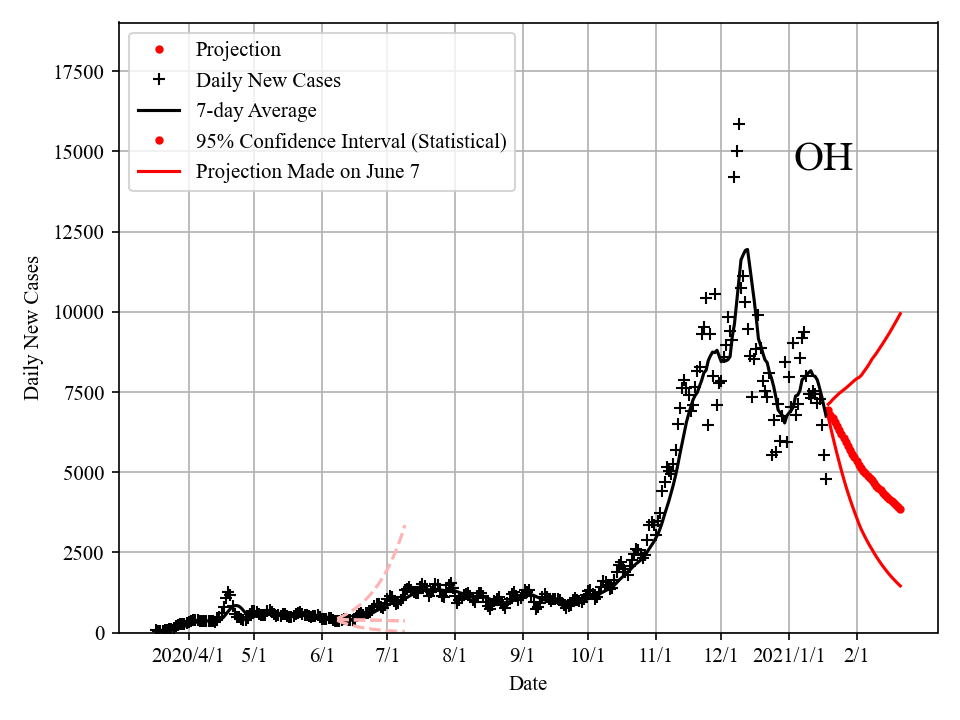 17500
15000
12500
10000
7500
5000
2500
0
Daily New Cases
Projection
Daily New Cases
7-day Average
95% Confidence Interval (Statistical)
Projection Made on June 7
OH
2020/4/1 5/1 6/1 7/1 8/1 9/1 10/1 11/1 12/1 2021/1/1 2/1
Date